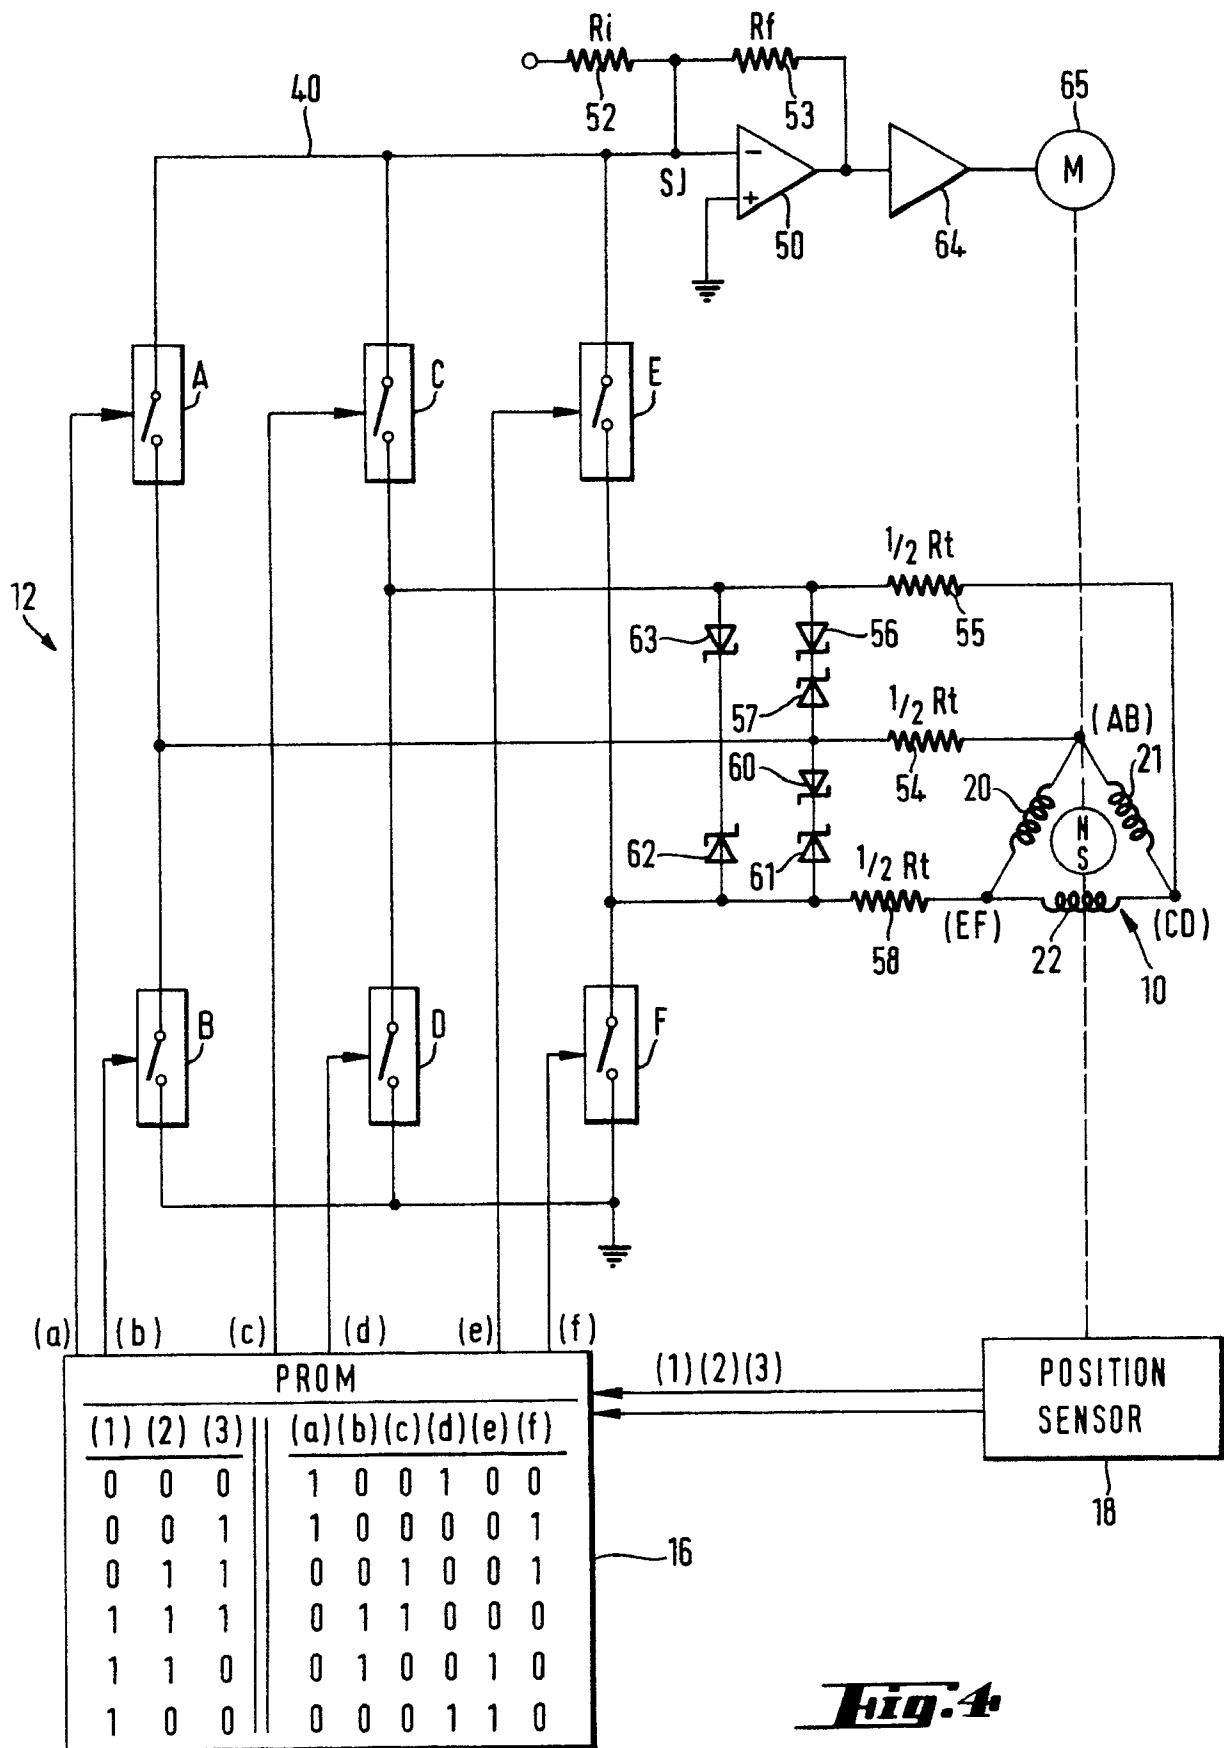 Ri
Rf
52
53
65
40
M
SJ
−
+
50
64
A
C
E
1/2 Rt
12
63
56
55
57
1/2 Rt
(AB)
60
54
20
21
N
S
62
61
1/2 Rt
58
(EF)
22
(CD)
10
B
D
F
(a) (b) (c) (d) (e) (f)
PROM
(1)(2)(3)
POSITION
SENSOR
18
(1) (2) (3) (a) (b) (c) (d) (e) (f)
0 0 0 1 0 0 1 0 0
0 0 1 1 0 0 0 0 1
0 1 1 0 0 1 0 0 1
1 1 1 0 1 1 0 0 0
1 1 0 0 1 0 0 1 0
1 0 0 0 0 0 1 1 0
16
Fig.4